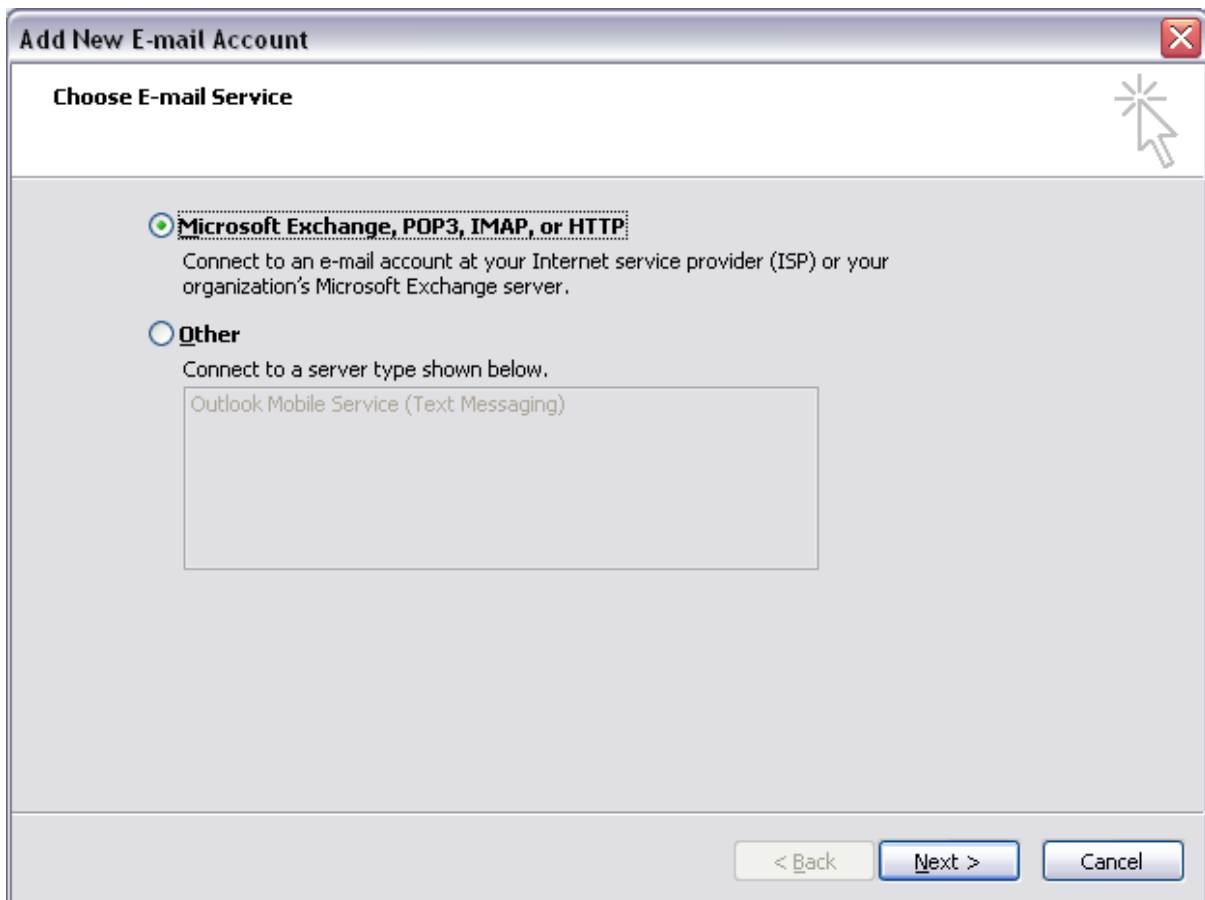 Add New E-mail Account
Choose E-mail Service
Microsoft Exchange, POP3, IMAP, or HTTP
Connect to an e-mail account at your Internet service provider (ISP) or your
organization's Microsoft Exchange server.
Other
Connect to a server type shown below.
Outlook Mobile Service (Text Messaging)
< Back
Next >
Cancel